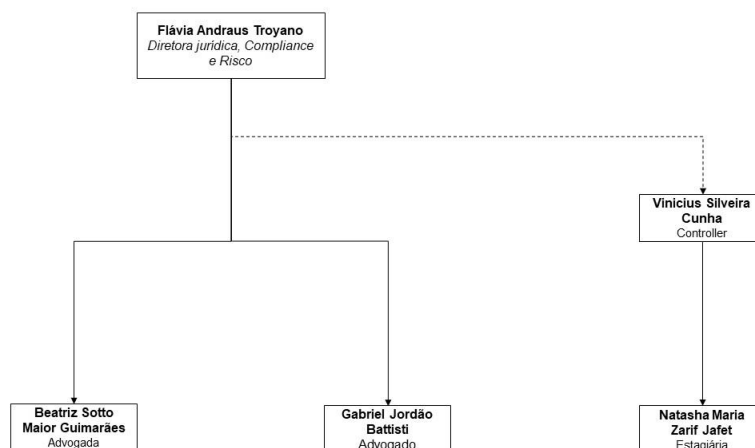 Flávia Andraus Troyano
Diretora jurídica, Compliance
e Risco
Vinicius Silveira
Cunha
Controller
Beatriz Sotto
Maior Guimarães
Advogada
Gabriel Jordão
Battisti
Advogado
Natasha Maria
Zarif Jafet
Estagiária